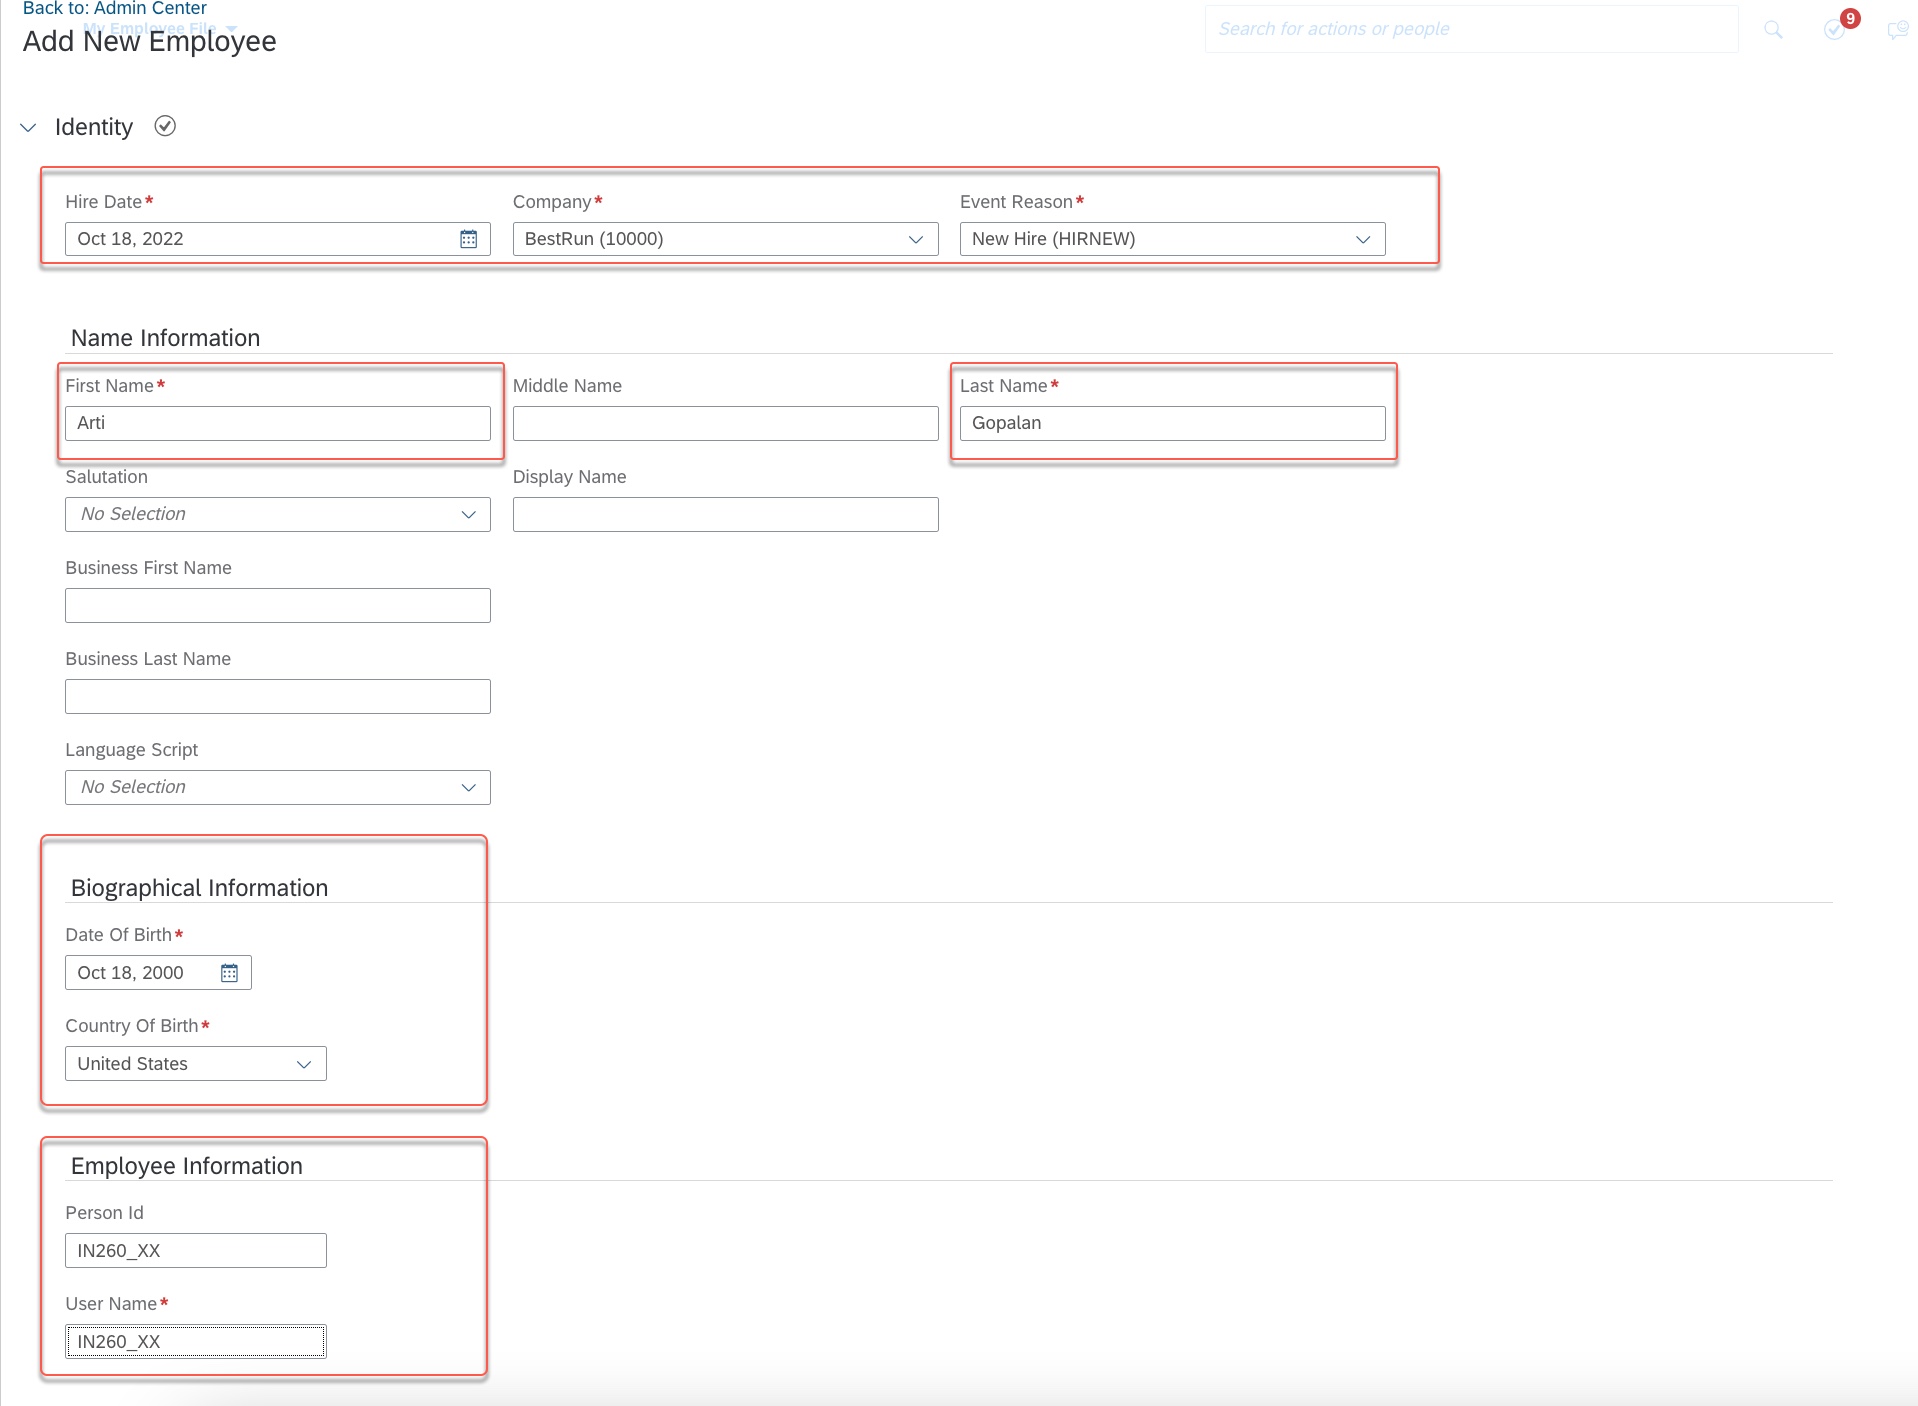 Back to: Admin Center
My Employee File
Add New Employee
Search for actions or people
9
Identity
Hire Date* Company* Event Reason*
Oct 18, 2022 BestRun (10000) New Hire (HIRNEW)
Name Information
First Name* Middle Name Last Name*
Arti Gopalan
Salutation Display Name
No Selection
Business First Name
Business Last Name
Language Script
No Selection
Biographical Information
Date Of Birth*
Oct 18, 2000
Country Of Birth*
United States
Employee Information
Person Id
IN260_XX
User Name*
IN260_XX